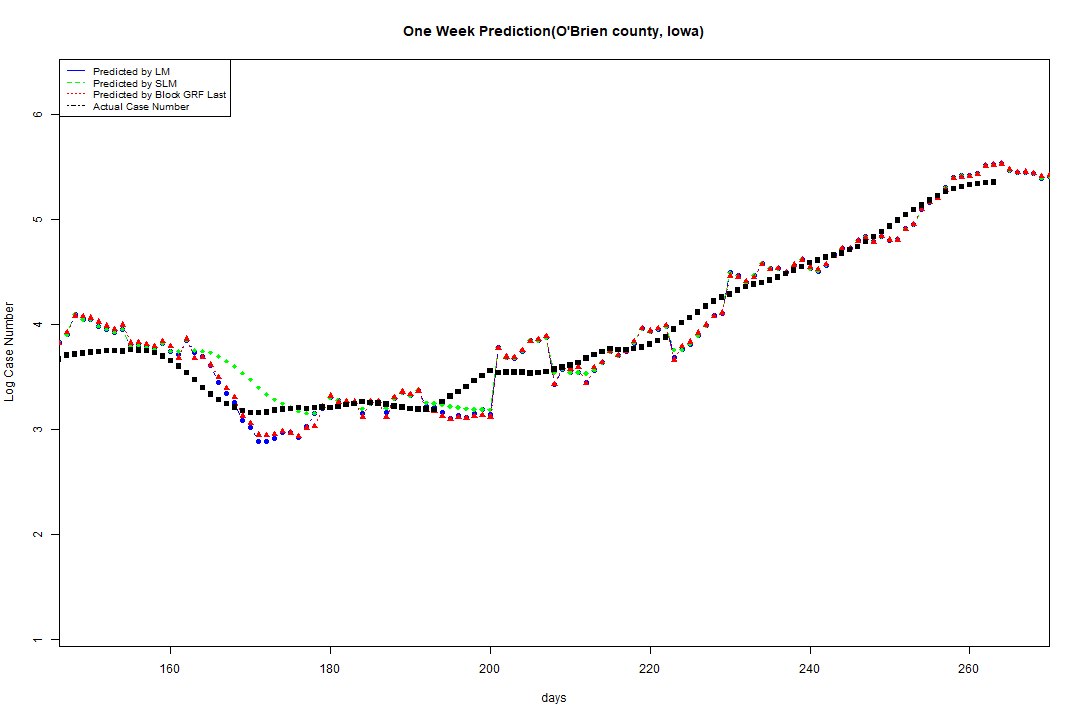 One Week Prediction(O'Brien county, Iowa)
Predicted by LM
Predicted by SLM
Predicted by Block GRF Last
Actual Case Number
6
5
4
3
2
1
Log Case Number
160 180 200 220 240 260
days